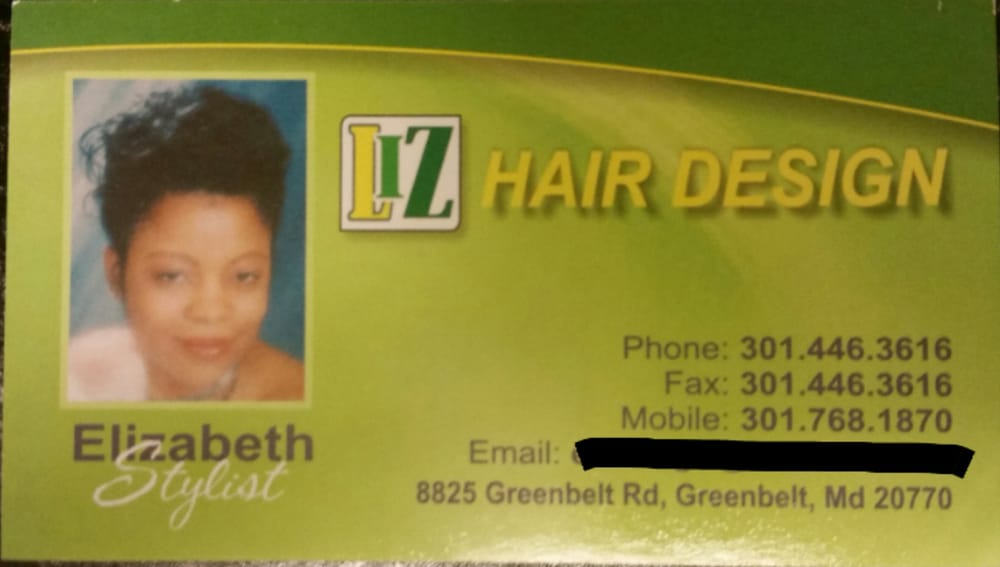 LIZ HAIR DESIGN
Elizabeth
Stylist
Phone: 301.446.3616
Fax: 301.446.3616
Mobile: 301.768.1870
Email:
8825 Greenbelt Rd, Greenbelt, Md 20770